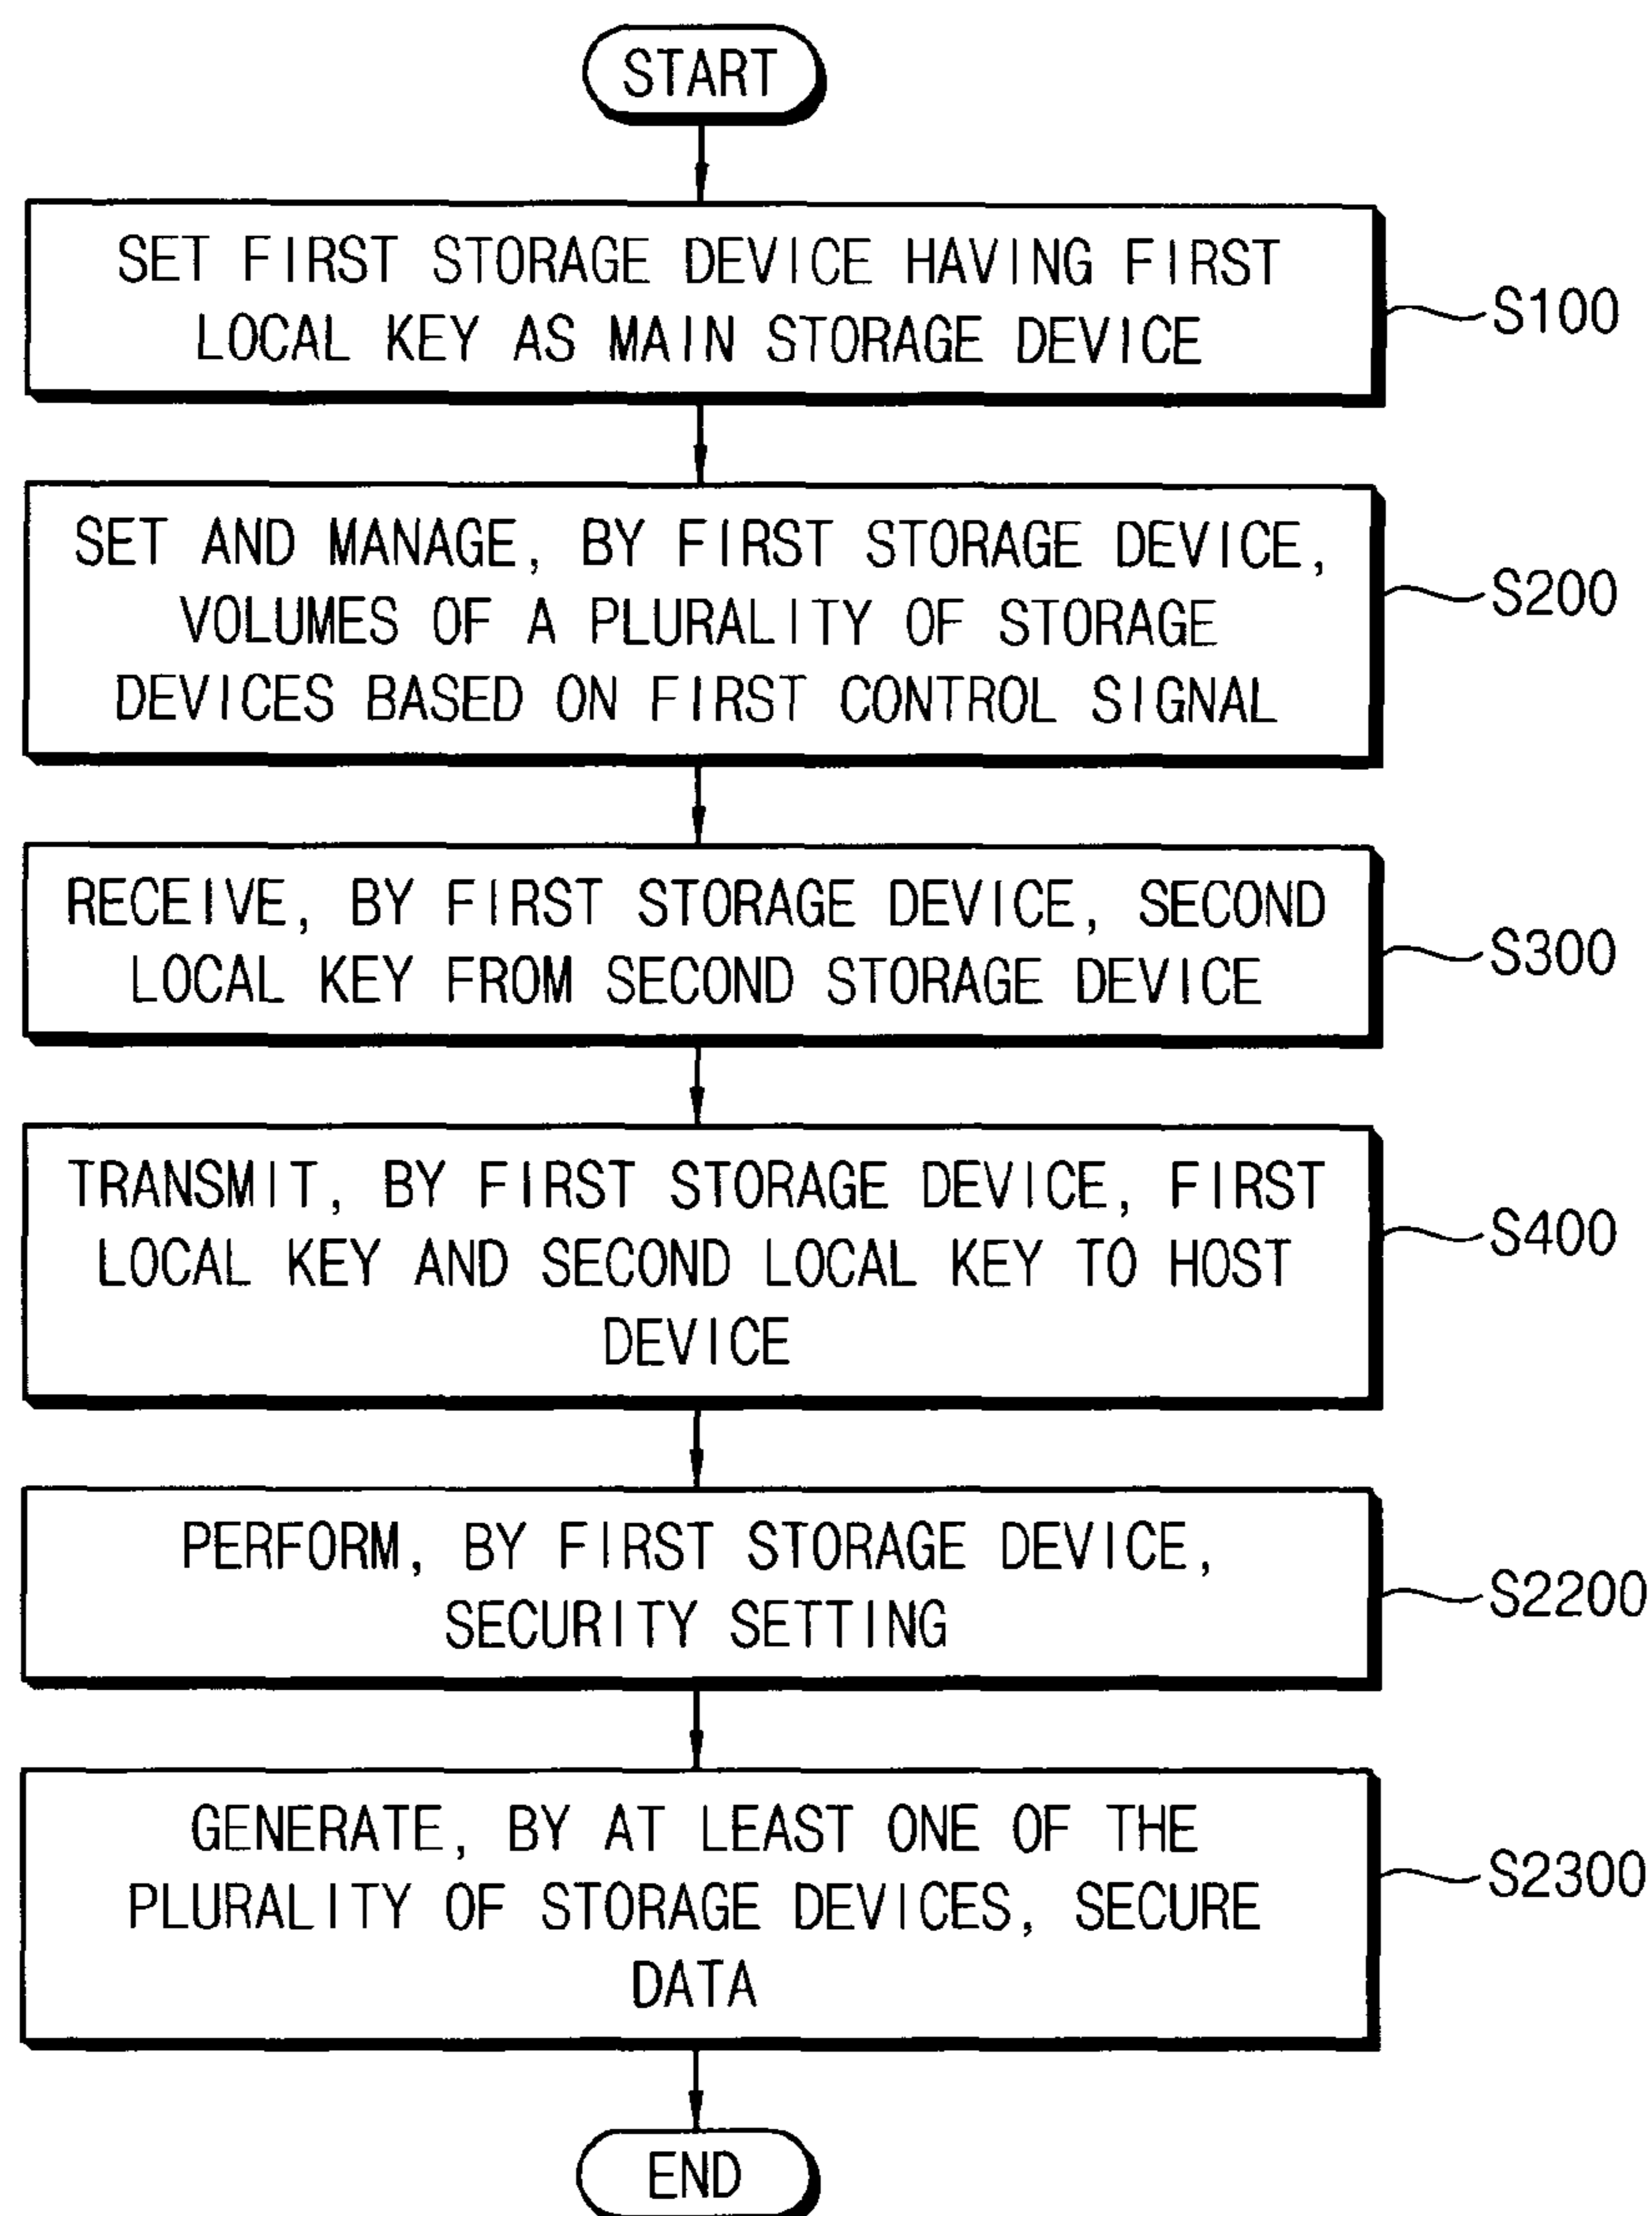 START
SET FIRST STORAGE DEVICE HAVING FIRST
LOCAL KEY AS MAIN STORAGE DEVICE
S100
SET AND MANAGE, BY FIRST STORAGE DEVICE,
VOLUMES OF A PLURALITY OF STORAGE
DEVICES BASED ON FIRST CONTROL SIGNAL
S200
RECEIVE, BY FIRST STORAGE DEVICE, SECOND
LOCAL KEY FROM SECOND STORAGE DEVICE
S300
TRANSMIT, BY FIRST STORAGE DEVICE, FIRST
LOCAL KEY AND SECOND LOCAL KEY TO HOST
DEVICE
S400
PERFORM, BY FIRST STORAGE DEVICE,
SECURITY SETTING
S2200
GENERATE, BY AT LEAST ONE OF THE
PLURALITY OF STORAGE DEVICES, SECURE
DATA
S2300
END